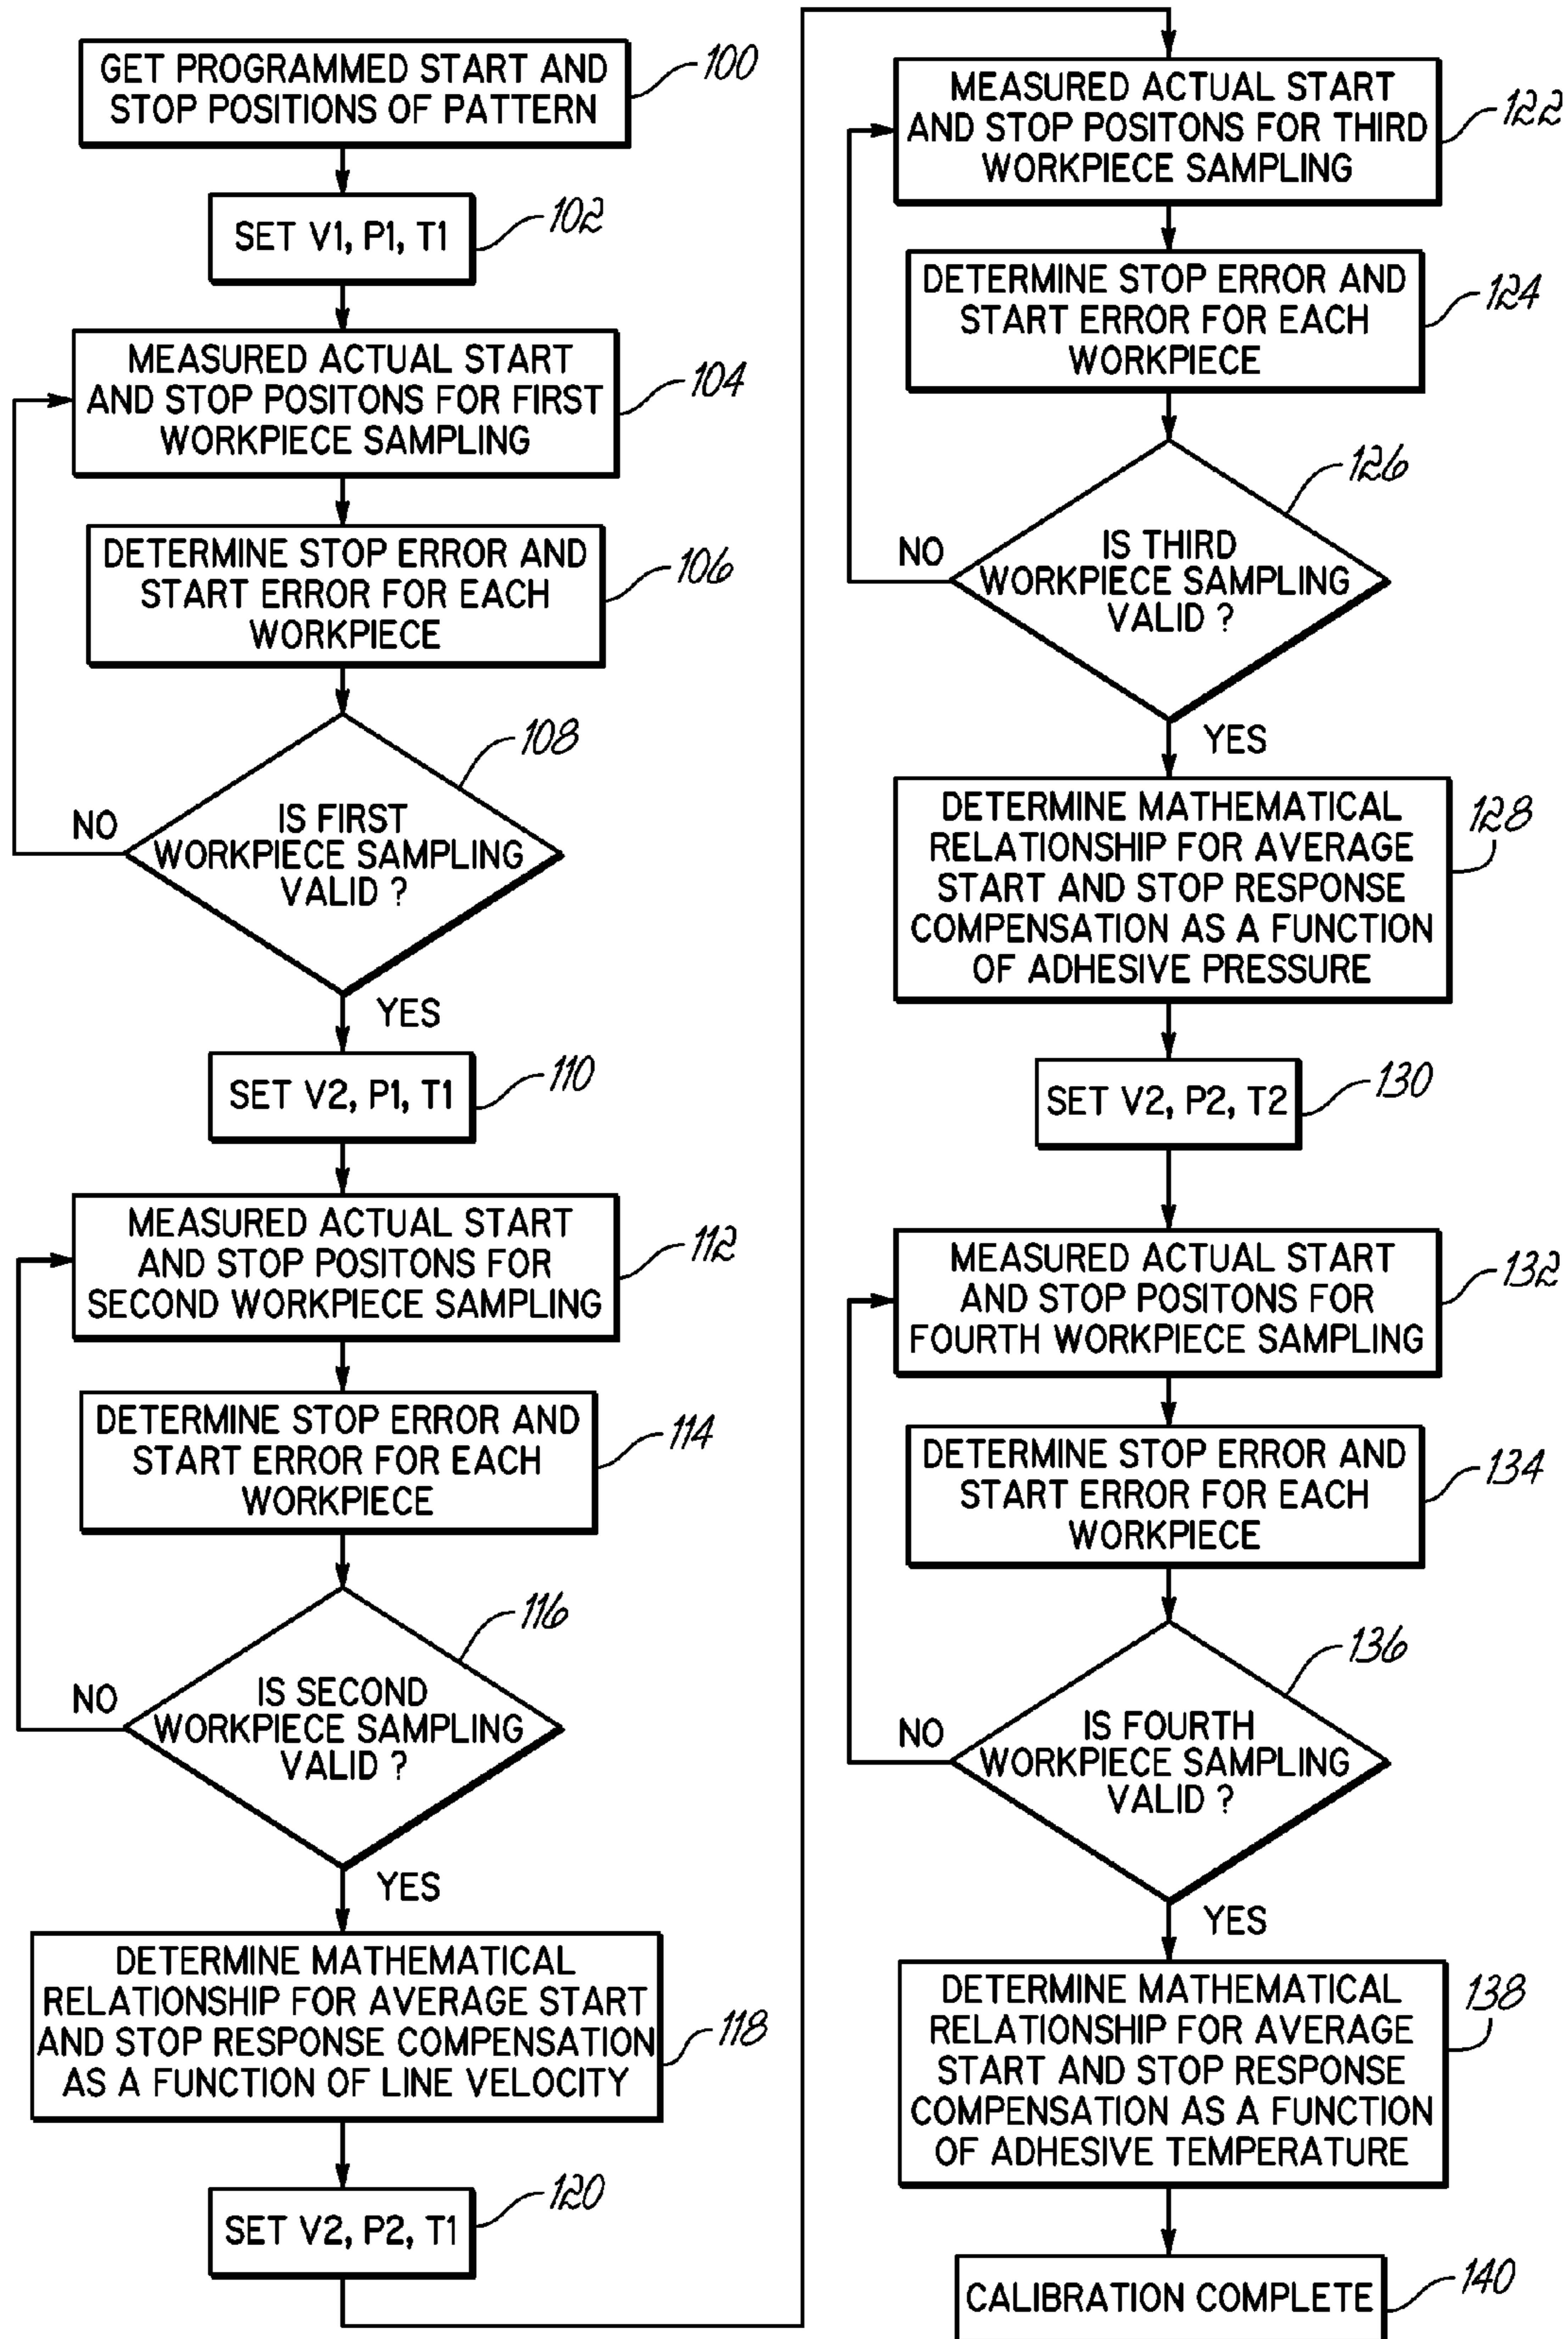 GET PROGRAMMED START AND
STOP POSITIONS OF PATTERN
100
SET V1, P1, T1
102
MEASURED ACTUAL START
AND STOP POSITONS FOR FIRST
WORKPIECE SAMPLING
104
DETERMINE STOP ERROR AND
START ERROR FOR EACH
WORKPIECE
106
IS FIRST
WORKPIECE SAMPLING
VALID ?
108
NO
YES
SET V2, P1, T1
110
MEASURED ACTUAL START
AND STOP POSITONS FOR
SECOND WORKPIECE SAMPLING
112
DETERMINE STOP ERROR AND
START ERROR FOR EACH
WORKPIECE
114
IS SECOND
WORKPIECE SAMPLING
VALID ?
116
NO
YES
DETERMINE MATHEMATICAL
RELATIONSHIP FOR AVERAGE START
AND STOP RESPONSE COMPENSATION
AS A FUNCTION OF LINE VELOCITY
118
SET V2, P2, T1
120
MEASURED ACTUAL START
AND STOP POSITONS FOR THIRD
WORKPIECE SAMPLING
122
DETERMINE STOP ERROR AND
START ERROR FOR EACH
WORKPIECE
124
IS THIRD
WORKPIECE SAMPLING
VALID ?
126
NO
YES
DETERMINE MATHEMATICAL
RELATIONSHIP FOR AVERAGE
START AND STOP RESPONSE
COMPENSATION AS A FUNCTION
OF ADHESIVE PRESSURE
128
SET V2, P2, T2
130
MEASURED ACTUAL START
AND STOP POSITONS FOR
FOURTH WORKPIECE SAMPLING
132
DETERMINE STOP ERROR AND
START ERROR FOR EACH
WORKPIECE
134
IS FOURTH
WORKPIECE SAMPLING
VALID ?
136
NO
YES
DETERMINE MATHEMATICAL
RELATIONSHIP FOR AVERAGE
START AND STOP RESPONSE
COMPENSATION AS A FUNCTION
OF ADHESIVE TEMPERATURE
138
CALIBRATION COMPLETE
140